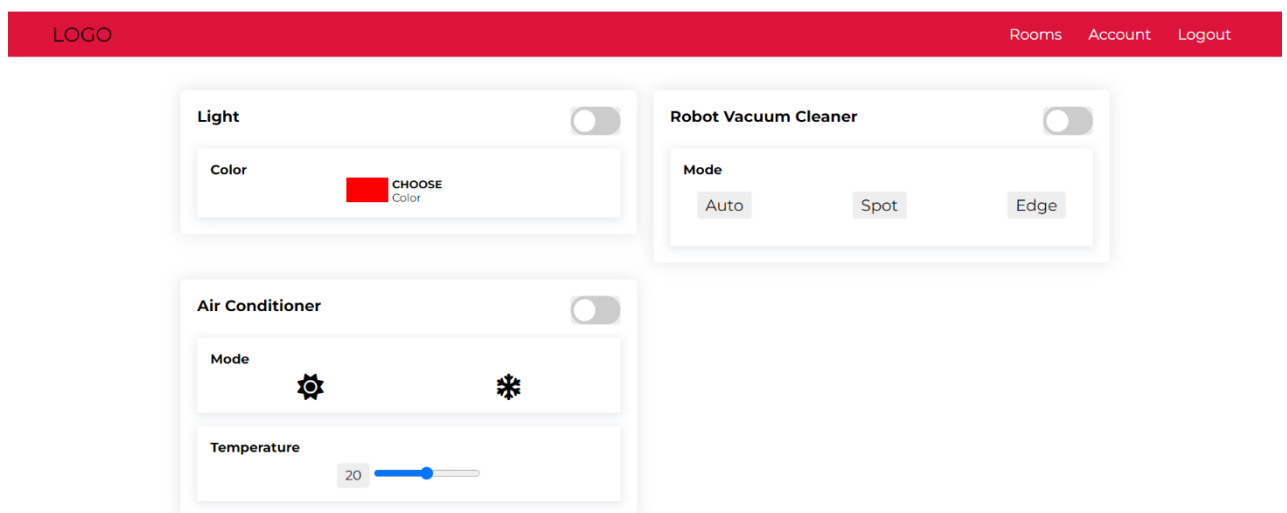 LOGO
Rooms Account Logout
Light
Color
CHOOSE
Color
Robot Vacuum Cleaner
Mode
Auto Spot Edge
Air Conditioner
Mode
Temperature
20